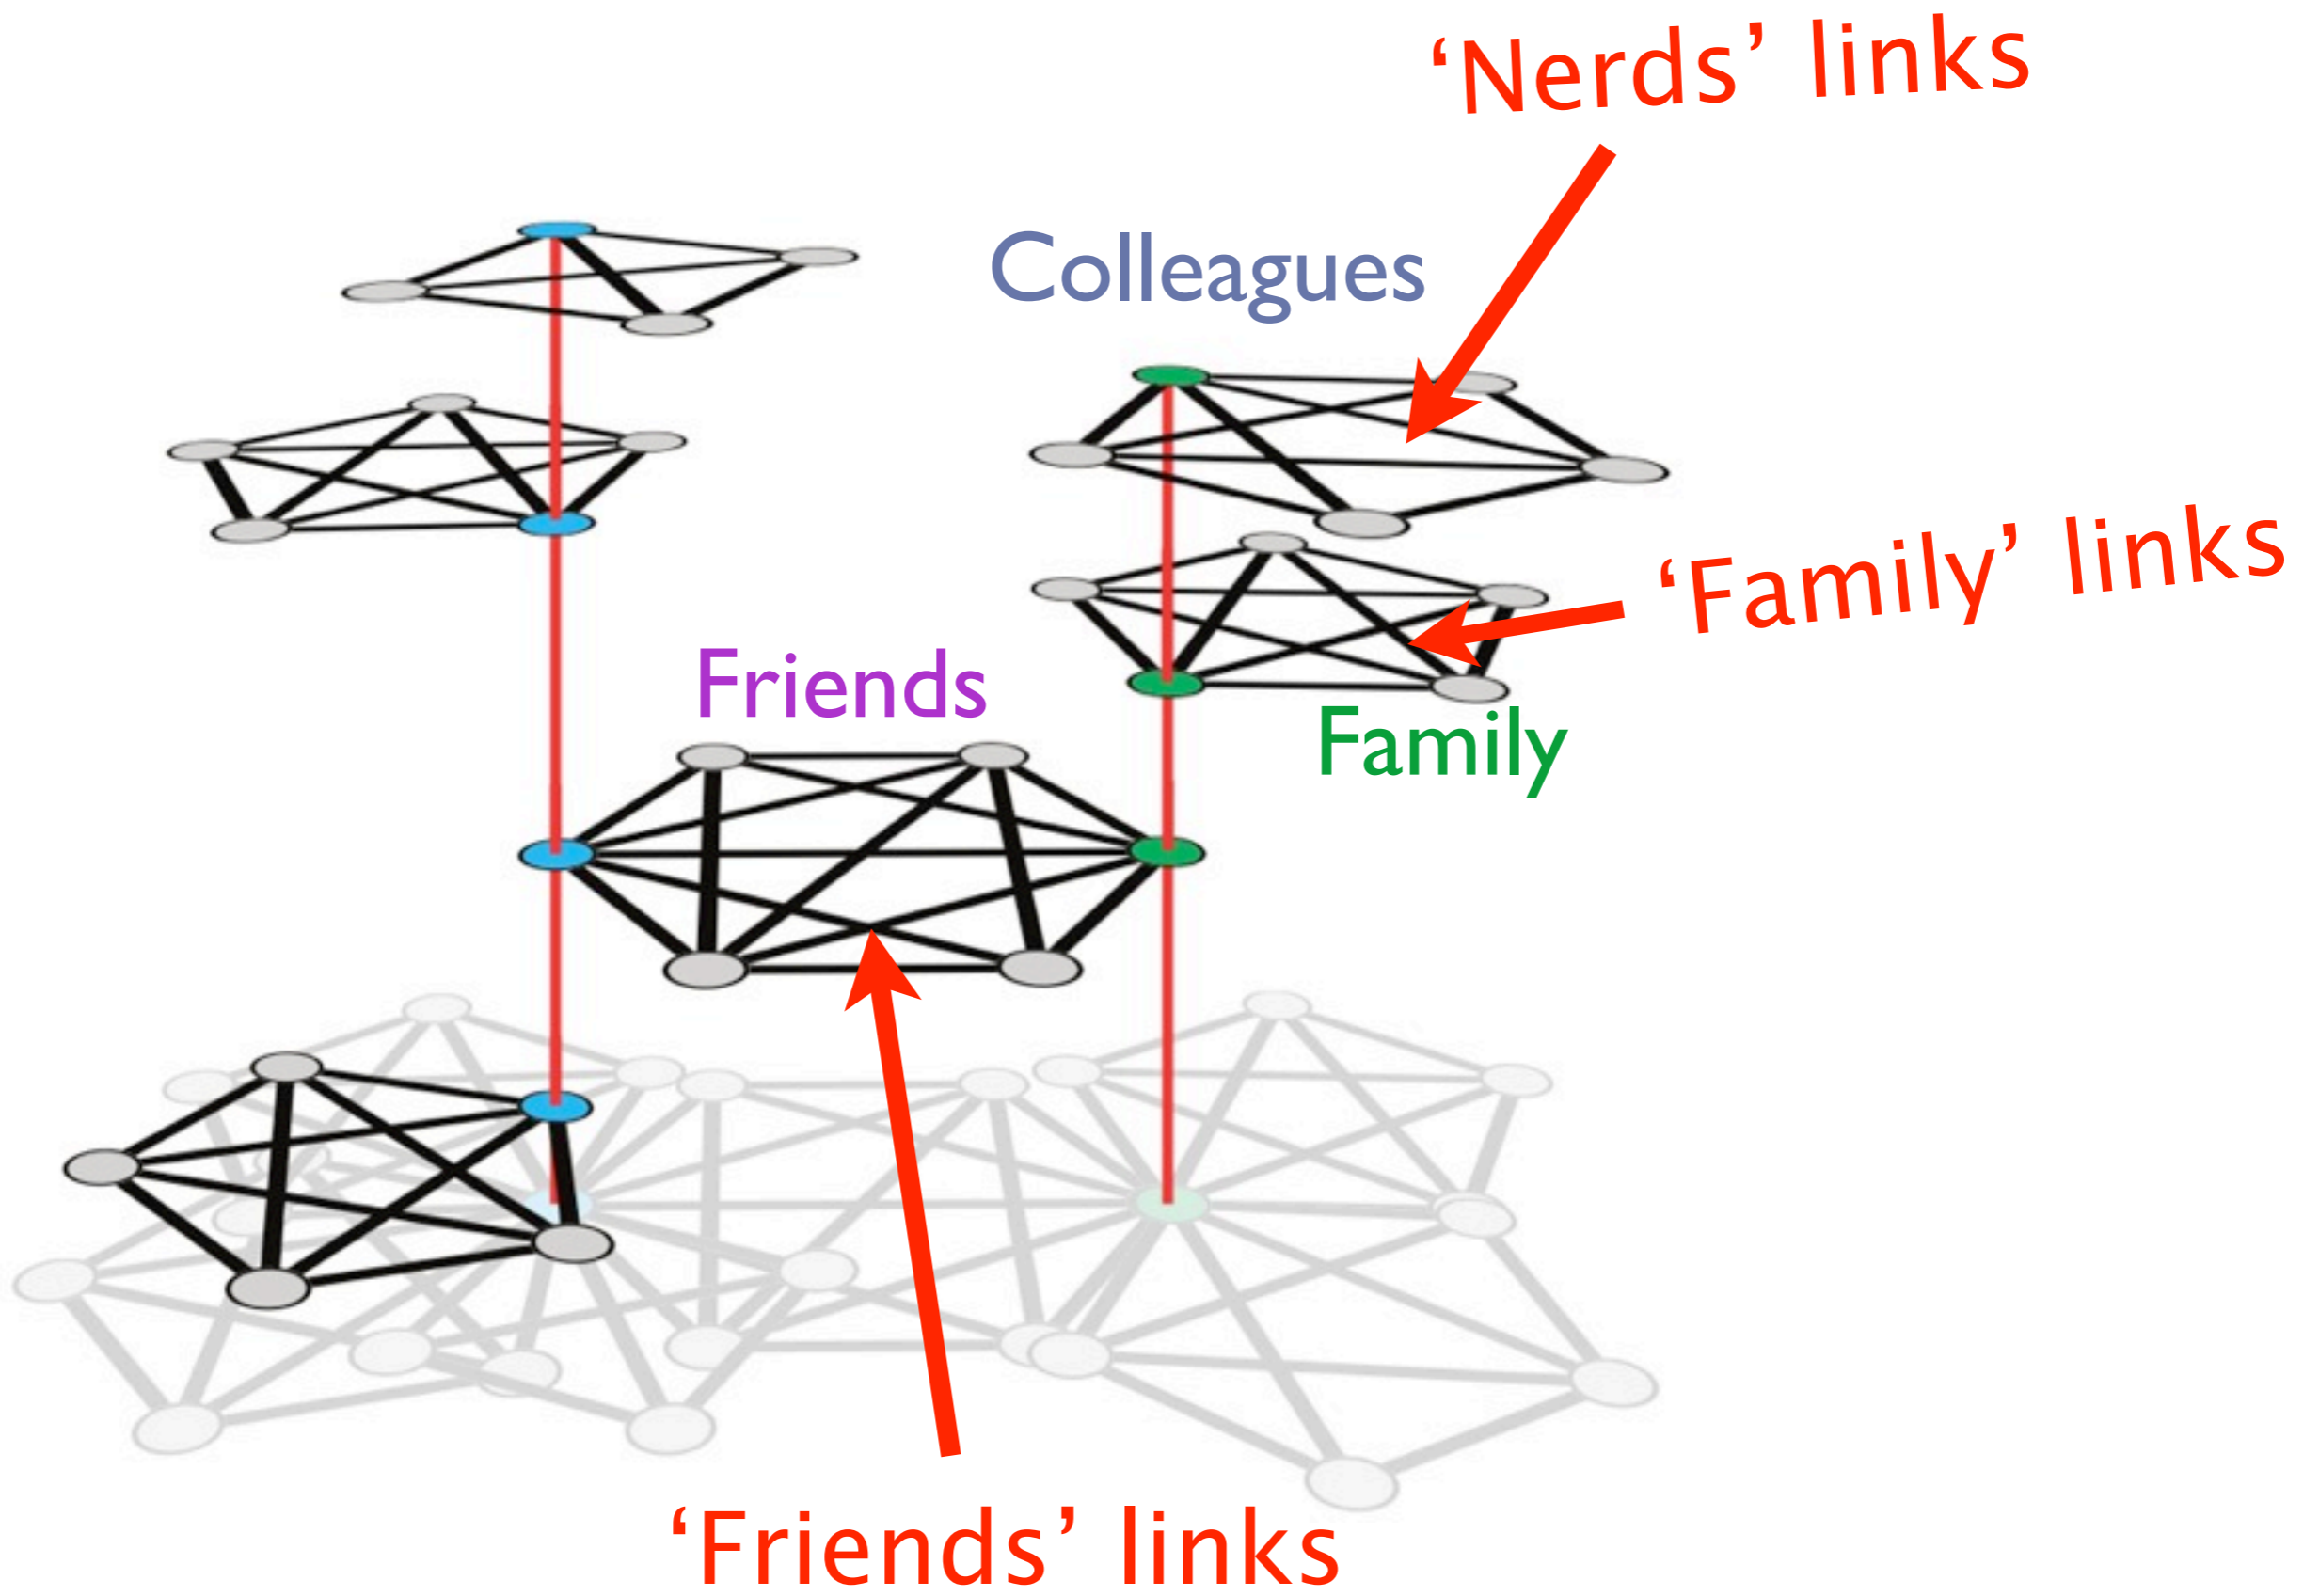 ‘Nerds’ links
Colleagues
‘Family’ links
Friends
Family
‘Friends’ links